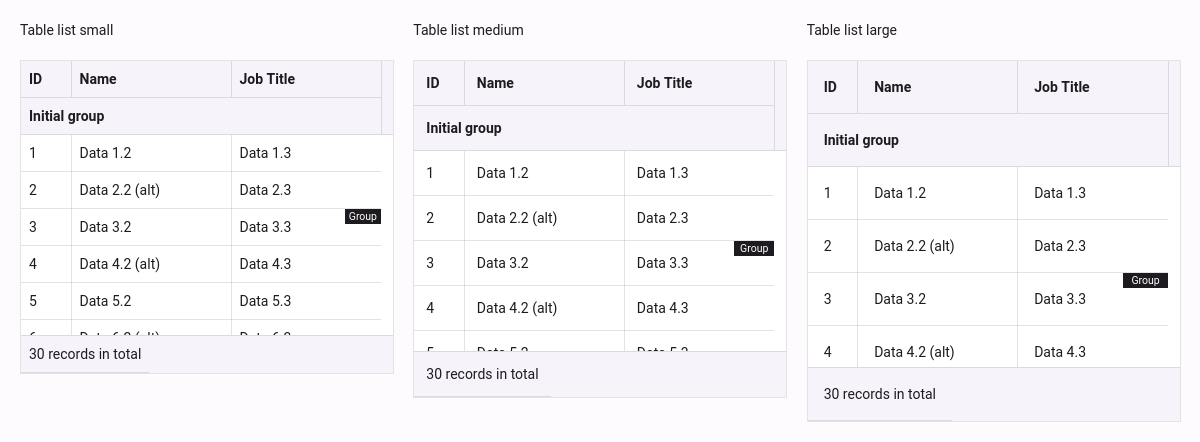 Table list small
ID Name Job Title
Initial group
1 Data 1.2 Data 1.3
2 Data 2.2 (alt) Data 2.3
Group
3 Data 3.2 Data 3.3
4 Data 4.2 (alt) Data 4.3
5 Data 5.2 Data 5.3
30 records in total
Table list medium
ID Name Job Title
Initial group
1 Data 1.2 Data 1.3
2 Data 2.2 (alt) Data 2.3
Group
3 Data 3.2 Data 3.3
4 Data 4.2 (alt) Data 4.3
30 records in total
Table list large
ID Name Job Title
Initial group
1 Data 1.2 Data 1.3
2 Data 2.2 (alt) Data 2.3
Group
3 Data 3.2 Data 3.3
4 Data 4.2 (alt) Data 4.3
30 records in total